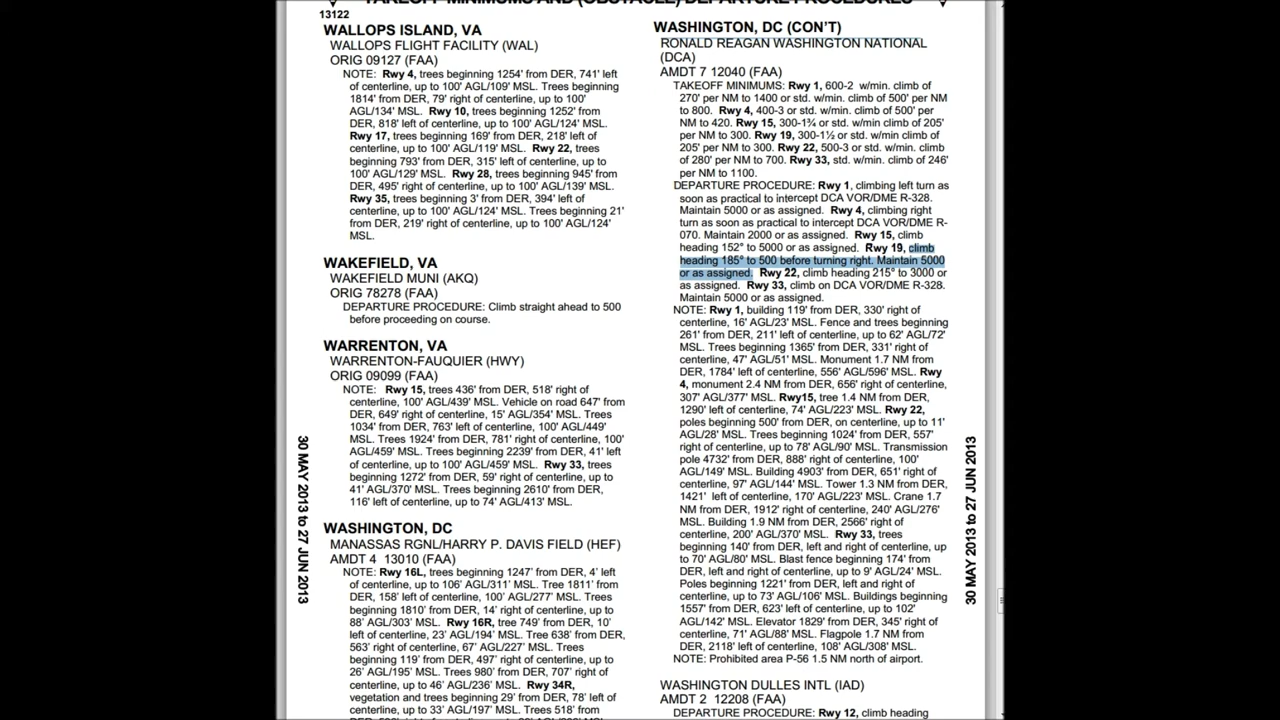 TAKEOFF MINIMUMS AND (OBSTACLE) DEPARTURE PROCEDURES
13122
WALLOPS ISLAND, VA
WALLOPS FLIGHT FACILITY (WAL)
ORIG 09127 (FAA)
NOTE: Rwy 4, trees beginning 1254' from DER, 741' left
of centerline, up to 100' AGL/109' MSL. Trees beginning
1814' from DER, 79' right of centerline, up to 100'
AGL/134' MSL. Rwy 10, trees beginning 1252' from
DER, 818' left of centerline, up to 100' AGL/124' MSL.
Rwy 17, trees beginning 169' from DER, 218' left of
centerline, up to 100' AGL/119' MSL. Rwy 22, trees
beginning 793' from DER, 315' left of centerline, up to
100' AGL/129' MSL. Rwy 28, trees beginning 945' from
DER, 495' right of centerline, up to 100' AGL/139' MSL.
Rwy 35, trees beginning 3' from DER, 394' left of
centerline, up to 100' AGL/124' MSL. Trees beginning 21'
from DER, 219' right of centerline, up to 100' AGL/124'
MSL.
WAKEFIELD, VA
WAKEFIELD MUNI (AKQ)
ORIG 78278 (FAA)
DEPARTURE PROCEDURE: Climb straight ahead to 500
before proceeding on course.
WARRENTON, VA
WARRENTON-FAUQUIER (HWY)
ORIG 09099 (FAA)
NOTE: Rwy 15, trees 436' from DER, 518' right of
centerline, 100' AGL/439' MSL. Vehicle on road 647' from
DER, 649' right of centerline, 15' AGL/354' MSL. Trees
1034' from DER, 763' left of centerline, 100' AGL/449'
MSL. Trees 1924' from DER, 781' right of centerline, 100'
AGL/459' MSL. Trees beginning 2239' from DER, 41' left
of centerline, up to 100' AGL/459' MSL. Rwy 33, trees
beginning 1272' from DER, 59' right of centerline, up to
41' AGL/370' MSL. Trees beginning 2610' from DER,
116' left of centerline, up to 74' AGL/413' MSL.
WASHINGTON, DC
MANASSAS RGNL/HARRY P. DAVIS FIELD (HEF)
AMDT 4 13010 (FAA)
NOTE: Rwy 16L, trees beginning 1247' from DER, 4' left
of centerline, up to 106' AGL/311' MSL. Tree 1811' from
DER, 158' left of centerline, 100' AGL/277' MSL. Trees
beginning 1810' from DER, 14' right of centerline, up to
88' AGL/303' MSL. Rwy 16R, tree 749' from DER, 10'
left of centerline, 23' AGL/194' MSL. Tree 638' from DER,
563' right of centerline, 67' AGL/227' MSL. Trees
beginning 119' from DER, 497' right of centerline, up to
26' AGL/195' MSL. Trees 980' from DER, 707' right of
centerline, up to 46' AGL/236' MSL. Rwy 34R,
vegetation and trees beginning 29' from DER, 78' left of
centerline, up to 33' AGL/197' MSL. Trees 518' from
WASHINGTON, DC (CON'T)
RONALD REAGAN WASHINGTON NATIONAL
(DCA)
AMDT 7 12040 (FAA)
TAKEOFF MINIMUMS: Rwy 1, 600-2 w/min. climb of
270' per NM to 1400 or std. w/min. climb of 500' per NM
to 800. Rwy 4, 400-3 or std. w/min. climb of 500' per
NM to 420. Rwy 15, 300-1¼ or std. w/min. climb of 205'
per NM to 300. Rwy 19, 300-1½ or std. w/min climb of
205' per NM to 300. Rwy 22, 500-3 or std. w/min. climb
of 280' per NM to 700. Rwy 33, std. w/min climb of 246'
per NM to 1100.
DEPARTURE PROCEDURE: Rwy 1, climbing left turn as
soon as practical to intercept DCA VOR/DME R-328.
Maintain 5000 or as assigned. Rwy 4, climbing right
turn as soon as practical to intercept DCA VOR/DME R-
070. Maintain 2000 or as assigned. Rwy 15, climb
heading 152° to 5000 or as assigned. Rwy 19, climb
heading 185° to 500 before turning right. Maintain 5000
or as assigned. Rwy 22, climb heading 215° to 3000 or
as assigned. Rwy 33, climb on DCA VOR/DME R-328.
Maintain 5000 or as assigned.
NOTE: Rwy 1, building 119' from DER, 330' right of
centerline, 16' AGL/23' MSL. Fence and trees beginning
261' from DER, 211' left of centerline, up to 62' AGL/72'
MSL. Trees beginning 1365' from DER, 331' right of
centerline, 47' AGL/51' MSL. Monument 1.7 NM from
DER, 1784' left of centerline, 556' AGL/596' MSL. Rwy
4, monument 2.4 NM from DER, 656' right of centerline,
307' AGL/377' MSL. Rwy15, tree 1.4 NM from DER,
1290' left of centerline, 74' AGL/223' MSL. Rwy 22,
poles beginning 500' from DER, on centerline, up to 11'
AGL/28' MSL. Trees beginning 1024' from DER, 557'
right of centerline, up to 78' AGL/90' MSL. Transmission
pole 4732' from DER, 888' right of centerline, 100'
AGL/149' MSL. Building 4903' from DER, 651' right of
centerline, 97' AGL/144' MSL. Tower 1.3 NM from DER,
1421' left of centerline, 170' AGL/223' MSL. Crane 1.7
NM from DER, 1912' right of centerline, 240' AGL/276'
MSL. Building 1.9 NM from DER, 2566' right of
centerline, 200' AGL/370' MSL. Rwy 33, trees
beginning 140' from DER, left and right of centerline, up
to 70' AGL/80' MSL. Blast fence beginning 174' from
DER, left and right of centerline, up to 9' AGL/24' MSL.
Poles beginning 1221' from DER, left and right of
centerline, up to 73' AGL/106' MSL. Buildings beginning
1557' from DER, 623' left of centerline, up to 102'
AGL/142' MSL. Elevator 1829' from DER, 345' right of
centerline, 71' AGL/88' MSL. Flagpole 1.7 NM from
DER, 2118' left of centerline, 108' AGL/308' MSL.
NOTE: Prohibited area P-56 1.5 NM north of airport.
WASHINGTON DULLES INTL (IAD)
AMDT 2 12208 (FAA)
DEPARTURE PROCEDURE: Rwy 12, climb heading
30 MAY 2013 to 27 JUN 2013
30 MAY 2013 to 27 JUN 2013